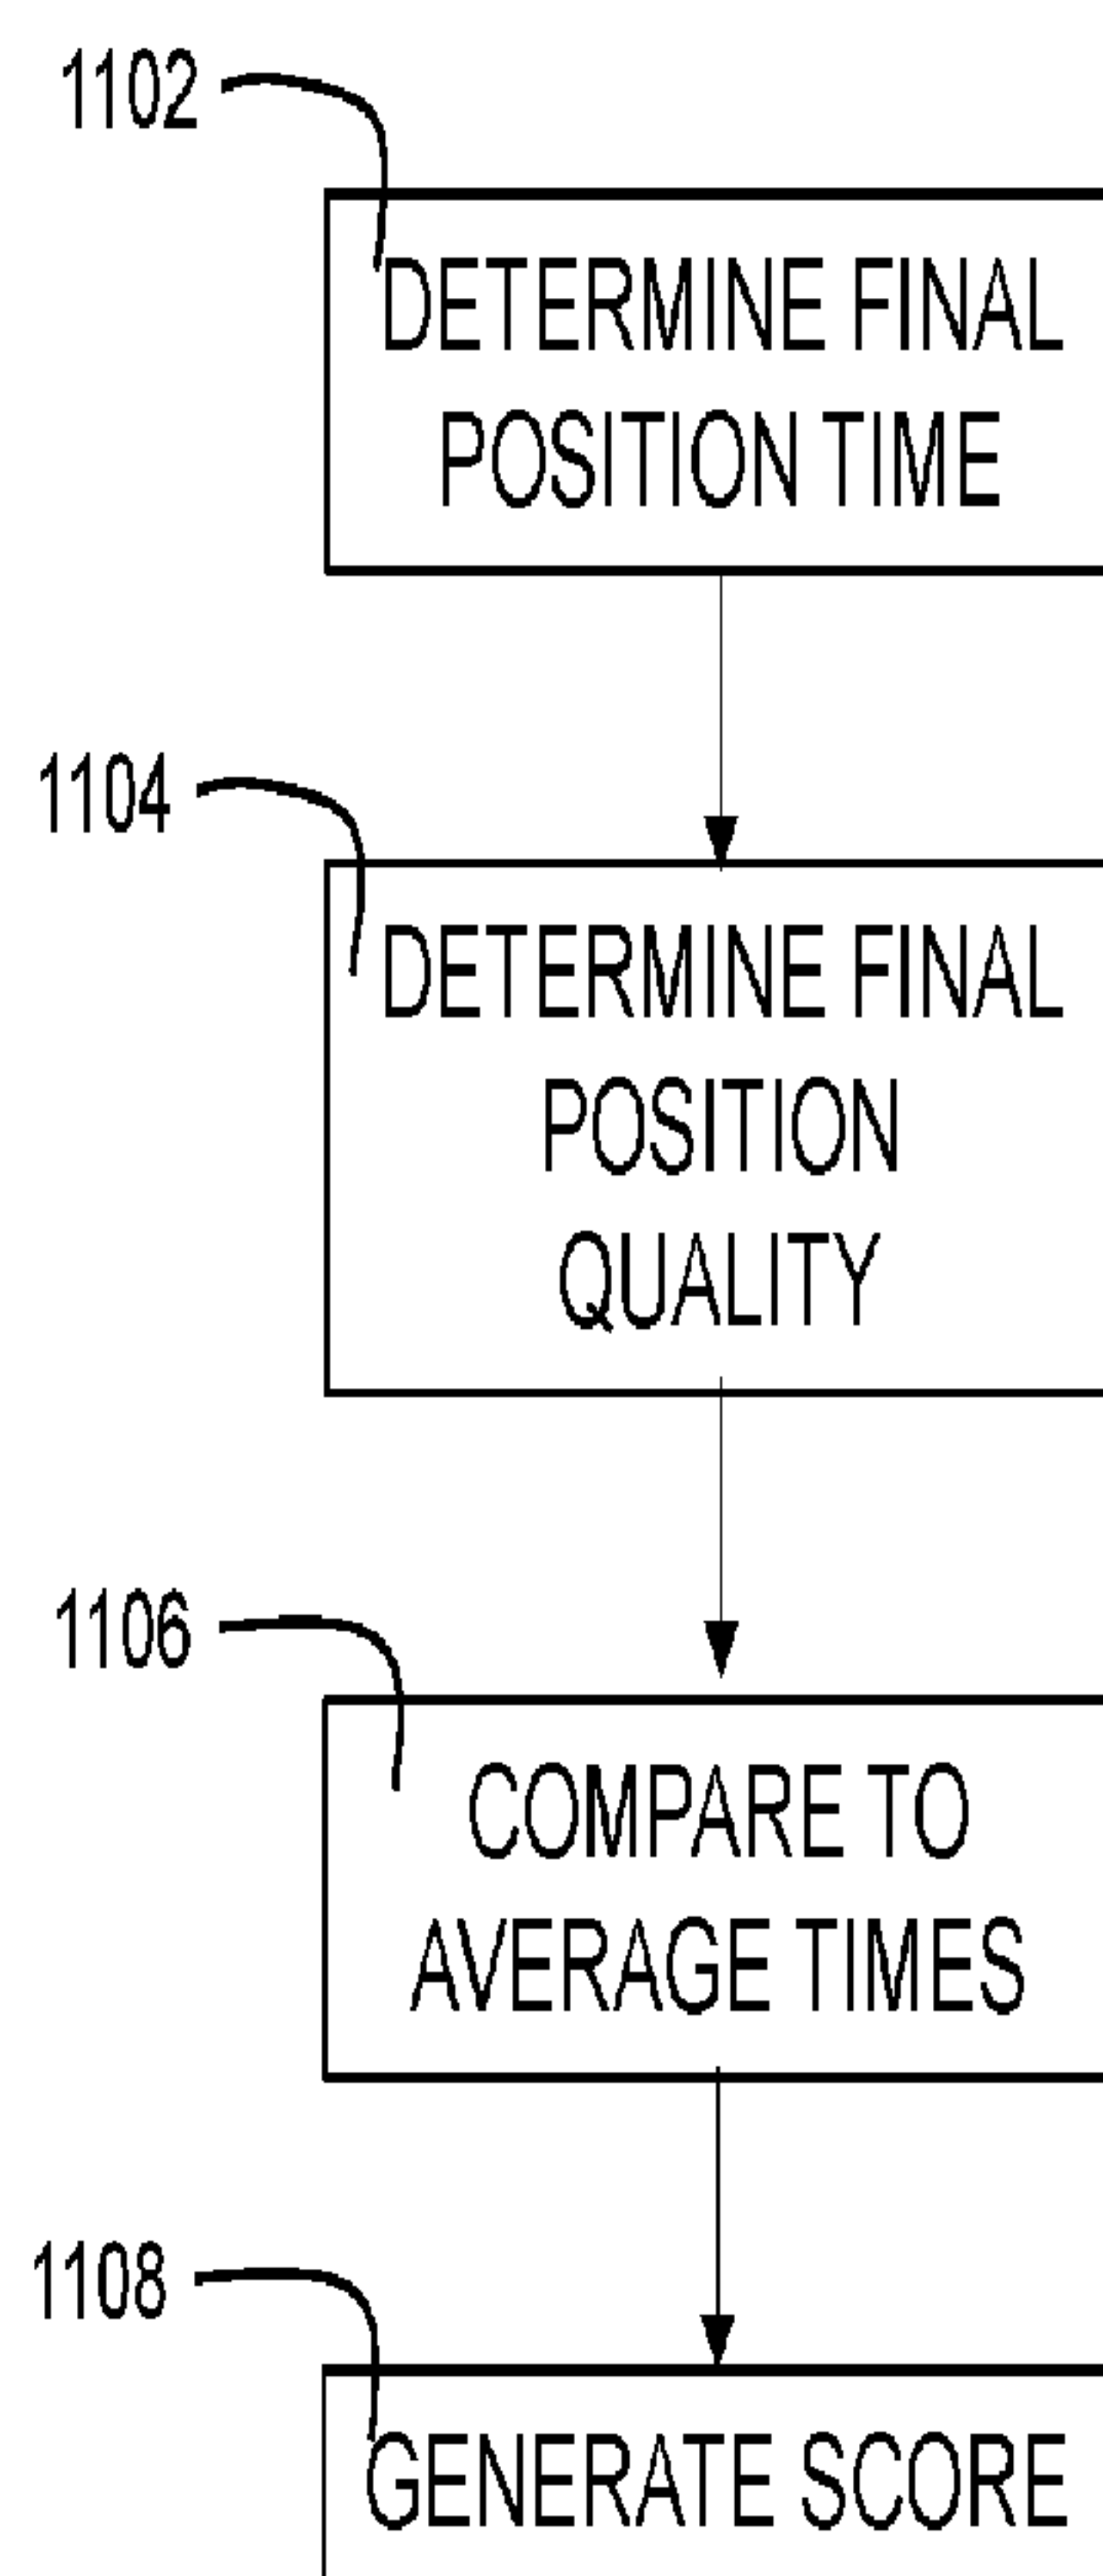 1102
DETERMINE FINAL
POSITION TIME
1104
DETERMINE FINAL
POSITION
QUALITY
1106
COMPARE TO
AVERAGE TIMES
1108
GENERATE SCORE